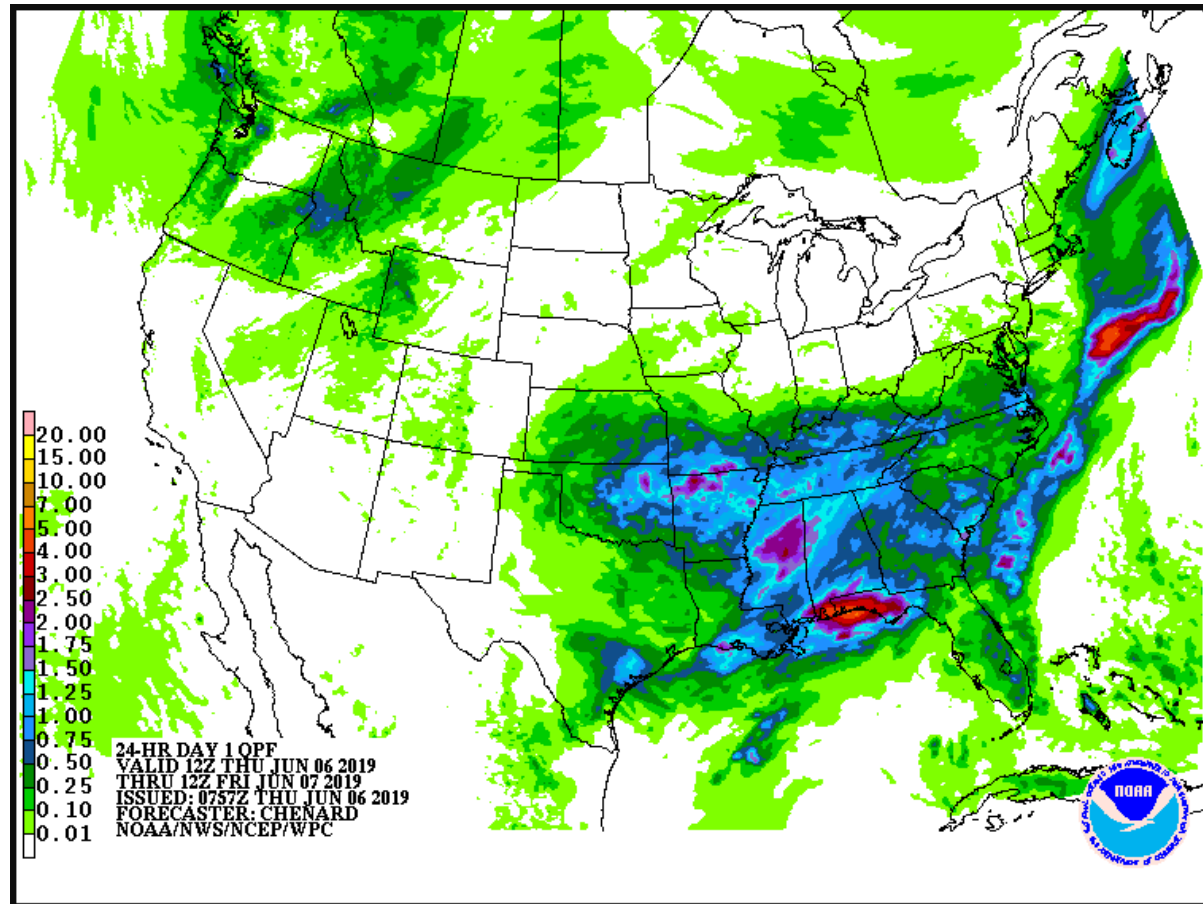 20.00
15.00
10.00
7.00
5.00
4.00
3.00
2.50
2.00
1.75
1.50
1.25
1.00
0.75
0.50
0.25
0.10
0.01
24-HR DAY 1 QPF
VALID 12Z THU JUN 06 2019
THRU 12Z FRI JUN 07 2019
ISSUED: 0757Z THU JUN 06 2019
FORECASTER: CHENARD
NOAA/NWS/NCEP/WPC
NOAA